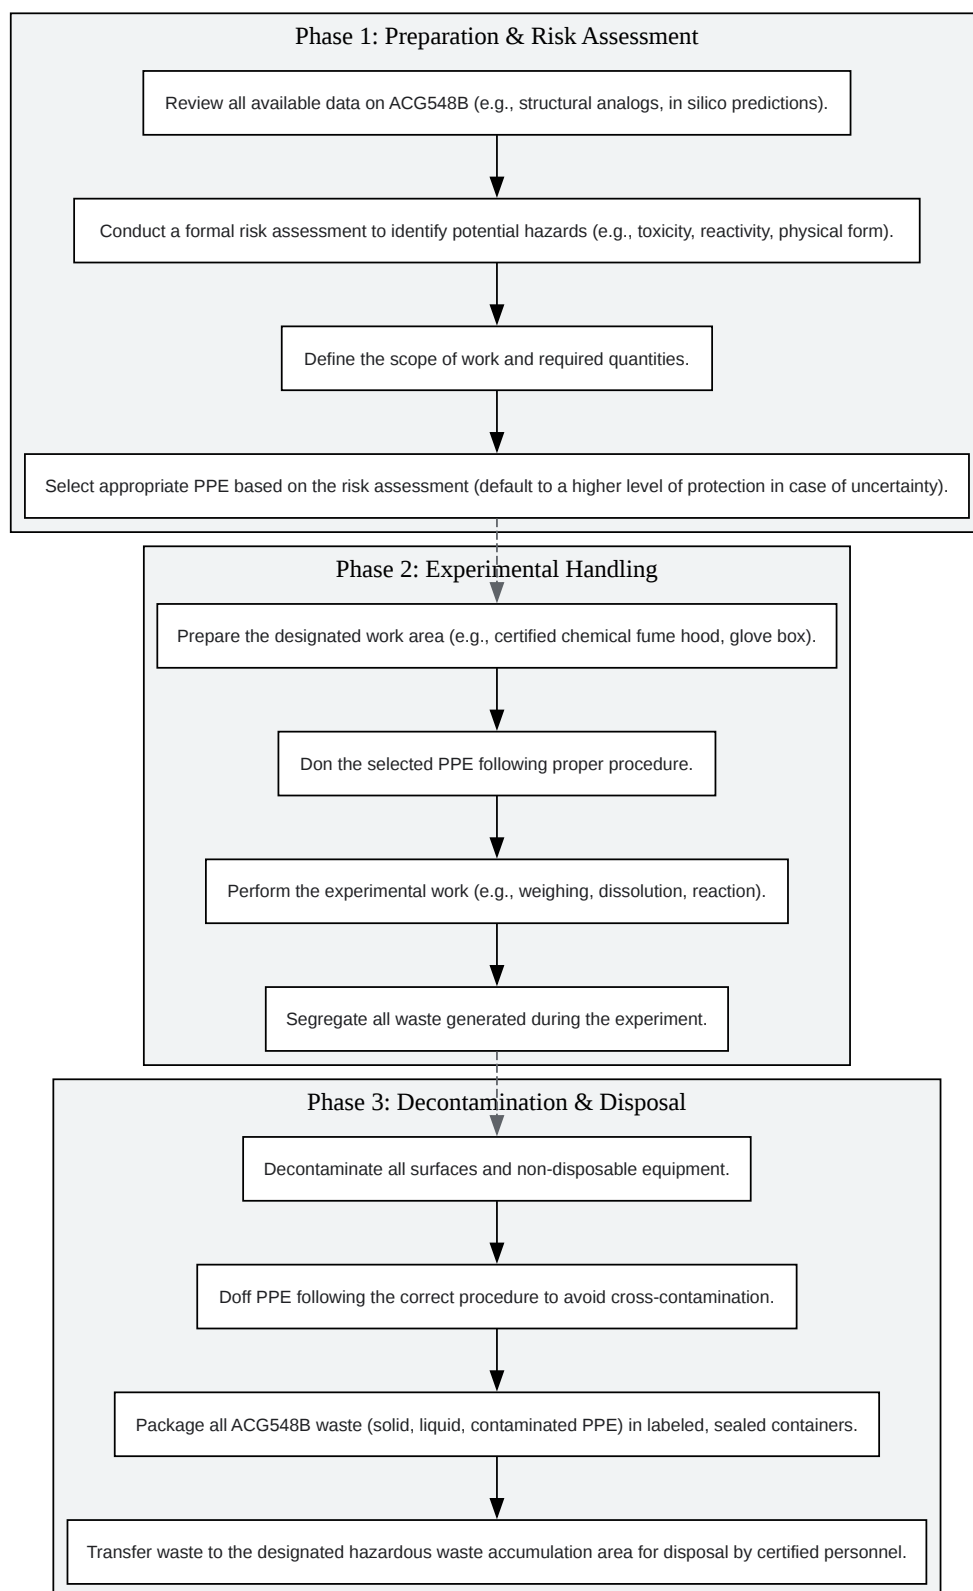 Phase 1: Preparation & Risk Assessment
Review all available data on ACG548B (e.g., structural analogs, in silico predictions).
Conduct a formal risk assessment to identify potential hazards (e.g., toxicity, reactivity, physical form).
Define the scope of work and required quantities.
Select appropriate PPE based on the risk assessment (default to a higher level of protection in case of uncertainty).
Phase 2: Experimental Handling
Prepare the designated work area (e.g., certified chemical fume hood, glove box).
Don the selected PPE following proper procedure.
Perform the experimental work (e.g., weighing, dissolution, reaction).
Segregate all waste generated during the experiment.
Phase 3: Decontamination & Disposal
Decontaminate all surfaces and non-disposable equipment.
Doff PPE following the correct procedure to avoid cross-contamination.
Package all ACG548B waste (solid, liquid, contaminated PPE) in labeled, sealed containers.
Transfer waste to the designated hazardous waste accumulation area for disposal by certified personnel.